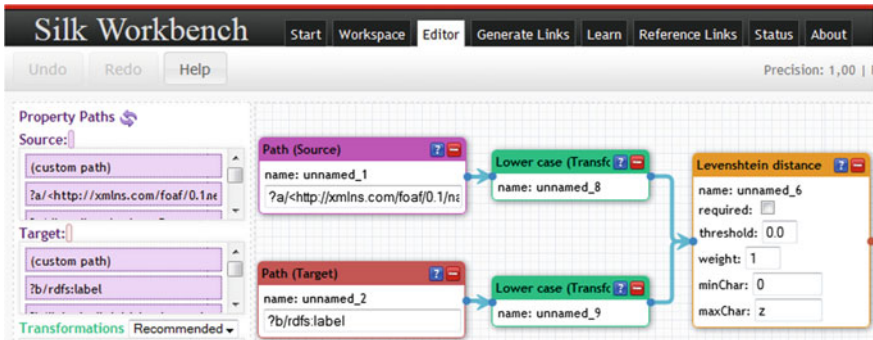 Silk Workbench
Start Workspace Editor Generate Links Learn Reference Links Status About
Undo Redo Help
Precision: 1,00 |
Property Paths
Source:
(custom path)
?a/<http://xmlns.com/foaf/0.1ne
Target:
(custom path)
?b/rdfs:label
Transformations Recommended
Path (Source)
name: unnamed_1
?a/<http://xmlns.com/foaf/0.1/na
Path (Target)
name: unnamed_2
?b/rdfs:label
Lower case (Transfc
name: unnamed_8
Lower case (Transfc
name: unnamed_9
Levenshtein distance
name: unnamed_6
required:
threshold: 0.0
weight: 1
minChar: 0
maxChar: z